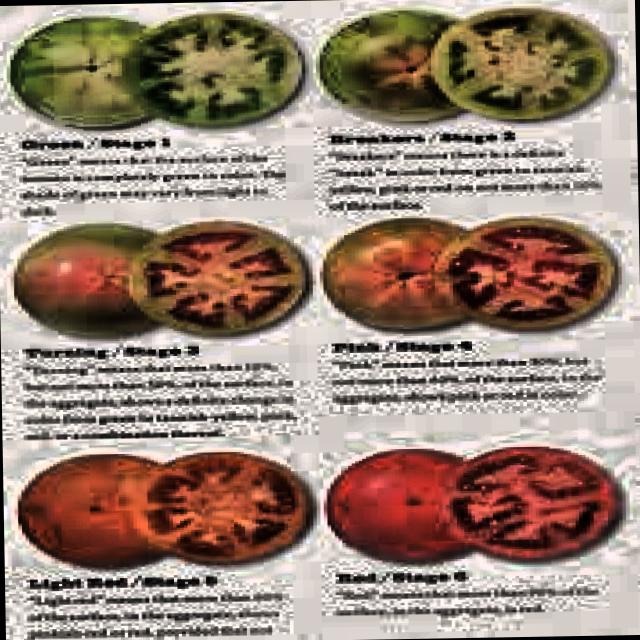 Green / Stage 1
"Green" means that the surface of the
tomato is completely green in color. The
shade of green may vary from light to
dark.
Breakers / Stage 2
"Breakers" means there is a definite
"break" in color from green to tannish-
yellow, pink or red on not more than 10%
of the surface.
Turning / Stage 3
"Turning" means that more than 10%,
but not more than 30%, of the surface, in
the aggregate, shows a definite change in
color from green to tannish-yellow, pink,
red, or a combination thereof.
Pink / Stage 4
"Pink" means that more than 30%, but
not more than 60%, of the surface, in the
aggregate, shows pink or red in color.
Light Red / Stage 5
"Light red" means more than 60%
of the surface, in the aggregate, shows
pinkish-red or red, provided that not
Red / Stage 6
"Red" means that more than 90% of the
surface, in the aggregate, is red.